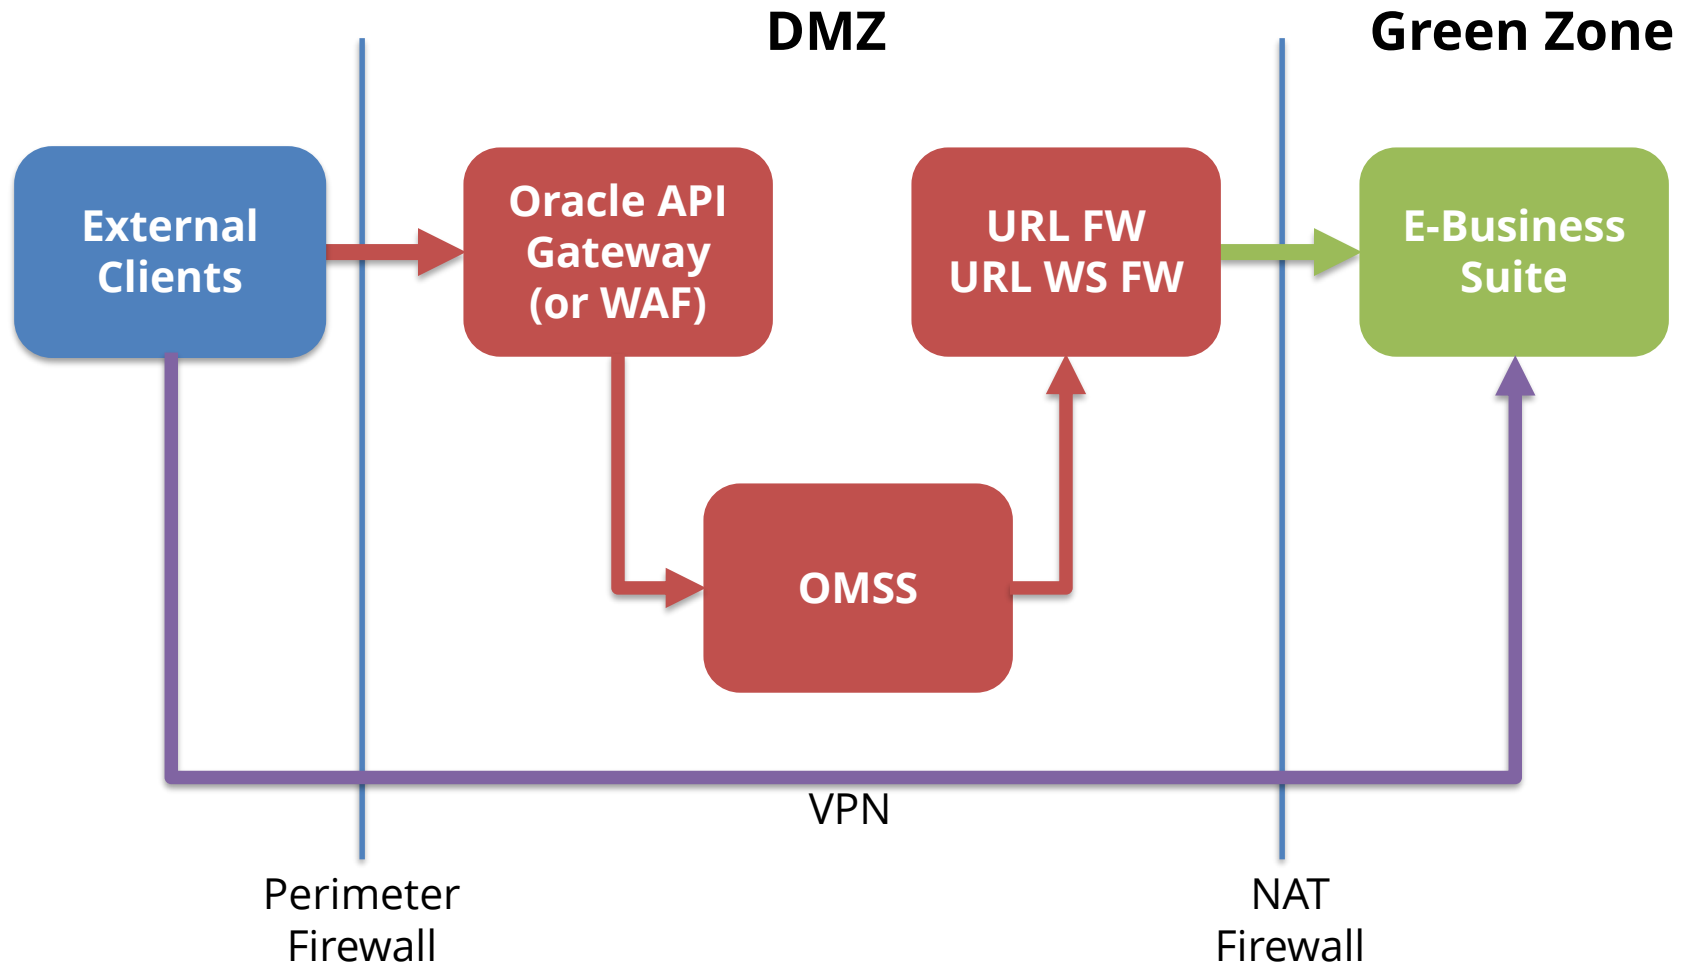 DMZ
Green Zone
External
Clients
Oracle API
Gateway
(or WAF)
URL FW
URL WS FW
E-Business
Suite
OMSS
VPN
Perimeter
Firewall
NAT
Firewall